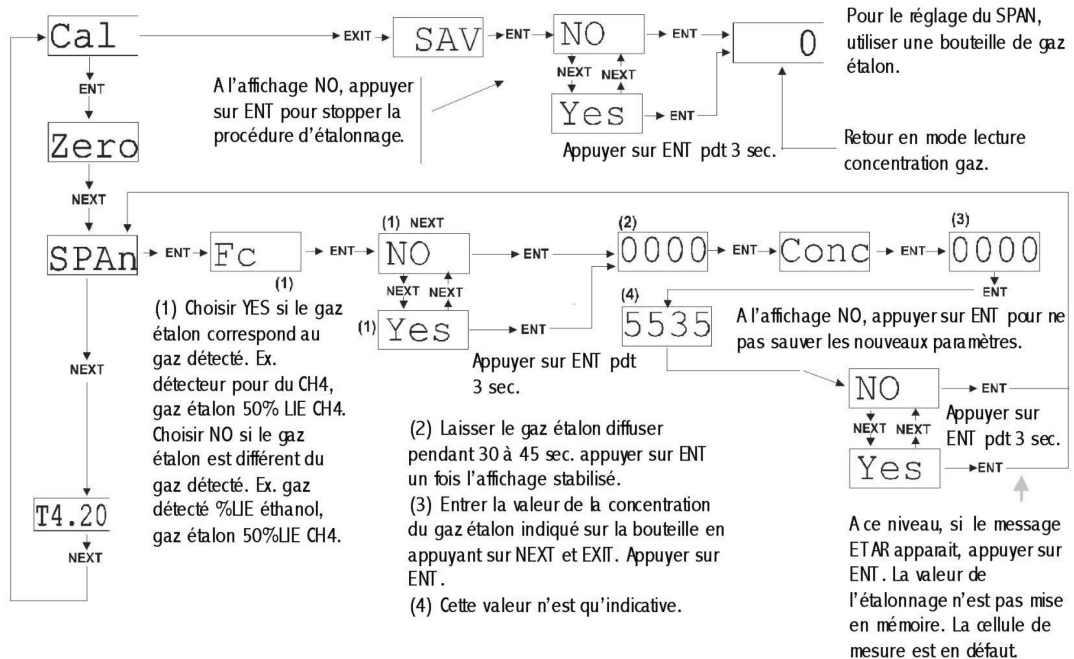 Cal
EXIT
SAV
ENT
NO
ENT
0
Pour le réglage du SPAN,
utiliser une bouteille de gaz
étalon.
ENT
A l'affichage NO, appuyer
sur ENT pour stopper la
procédure d'étalonnage.
NEXT NEXT
Yes
ENT
Appuyer sur ENT pdt 3 sec.
Retour en mode lecture
concentration gaz.
Zero
NEXT
SPAn
ENT
Fc
(1)
ENT
(1) NEXT
NO
ENT
(2)
0000
ENT
Conc
ENT
(3)
0000
ENT
NEXT NEXT
(1)
Yes
ENT
Appuyer sur ENT pdt
3 sec.
(4)
5535
A l'affichage NO, appuyer sur ENT pour ne
pas sauver les nouveaux paramètres.
NO
ENT
NEXT NEXT
Yes
ENT
Appuyer sur
ENT pdt 3 sec.
(1) Choisir YES si le gaz
étalon correspond au
gaz détecté. Ex.
détecteur pour du CH4,
gaz étalon 50% LIE CH4.
Choisir NO si le gaz
étalon est différent du
gaz détecté. Ex. gaz
détecté %LIE éthanol,
gaz étalon 50%LIE CH4.
NEXT
T4.20
NEXT
(2) Laisser le gaz étalon diffuser
pendant 30 à 45 sec. appuyer sur ENT
un fois l'affichage stabilisé.
(3) Entrer la valeur de la concentration
du gaz étalon indiqué sur la bouteille en
appuyant sur NEXT et EXIT. Appuyer sur
ENT.
(4) Cette valeur n'est qu'indicative.
A ce niveau, si le message
ETAR apparait, appuyer sur
ENT. La valeur de
l'étalonnage n'est pas mise
en mémoire. La cellule de
mesure est en défaut.